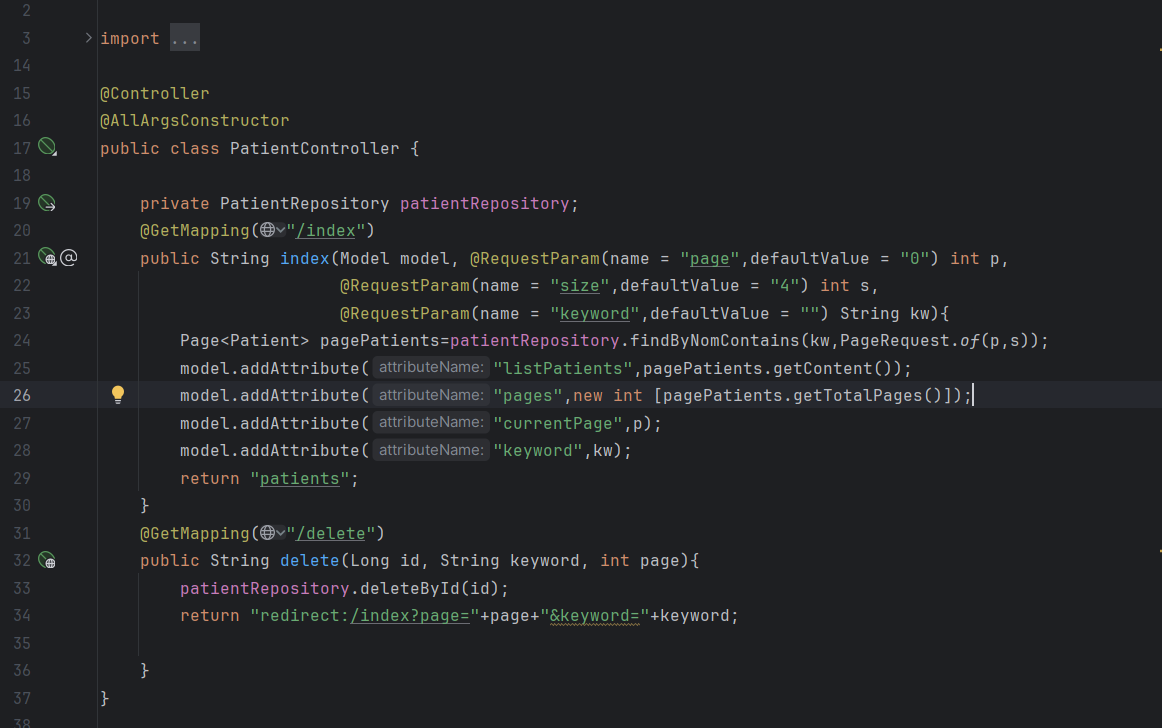 2
3 import ...
14
15 @Controller
16 @AllArgsConstructor
17 public class PatientController {
18
19 private PatientRepository patientRepository;
20 @GetMapping("/index")
21 @ public String index(Model model, @RequestParam(name = "page",defaultValue = "0") int p,
22 @RequestParam(name = "size",defaultValue = "4") int s,
23 @RequestParam(name = "keyword",defaultValue = "") String kw){
24 Page<Patient> pagePatients=patientRepository.findByNomContains(kw,PageRequest.of(p,s));
25 model.addAttribute( attributeName: "listPatients",pagePatients.getContent());
26 model.addAttribute( attributeName: "pages",new int [pagePatients.getTotalPages()]);
27 model.addAttribute( attributeName: "currentPage",p);
28 model.addAttribute( attributeName: "keyword",kw);
29 return "patients";
30 }
31 @GetMapping("/delete")
32 public String delete(Long id, String keyword, int page){
33 patientRepository.deleteById(id);
34 return "redirect:/index?page="+page+"&keyword="+keyword;
35
36 }
37 }
38